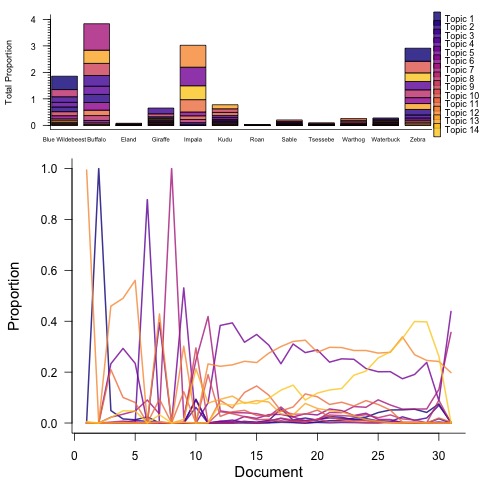 Total Proportion
4
3
2
1
0
Blue Wildebeest Buffalo Eland Giraffe Impala Kudu Roan Sable Tsessebe Warthog Waterbuck Zebra
Topic 1
Topic 2
Topic 3
Topic 4
Topic 5
Topic 6
Topic 7
Topic 8
Topic 9
Topic 10
Topic 11
Topic 12
Topic 13
Topic 14
Proportion
1.0
0.8
0.6
0.4
0.2
0.0
0 5 10 15 20 25 30
Document